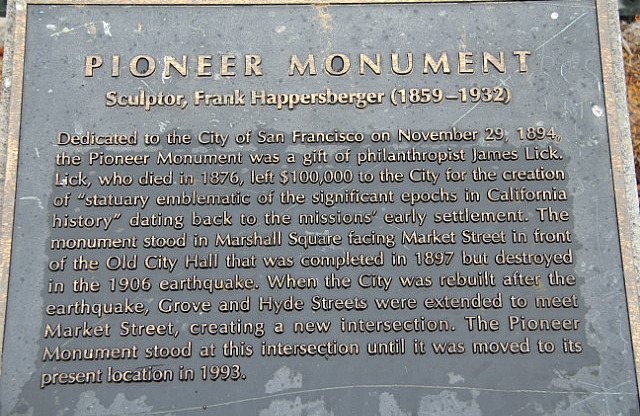 PIONEER MONUMENT
Sculptor, Frank Happersberger (1859–1932)
Dedicated to the City of San Francisco on November 29, 1894,
the Pioneer Monument was a gift of philanthropist James Lick.
Lick, who died in 1876, left $100,000 to the City for the creation
of "statuary emblematic of the significant epochs in California
history" dating back to the missions' early settlement. The
monument stood in Marshall Square facing Market Street in front
of the Old City Hall that was completed in 1897 but destroyed
in the 1906 earthquake. When the City was rebuilt after the
earthquake, Grove and Hyde Streets were extended to meet
Market Street, creating a new intersection. The Pioneer
Monument stood at this intersection until it was moved to its
present location in 1993.